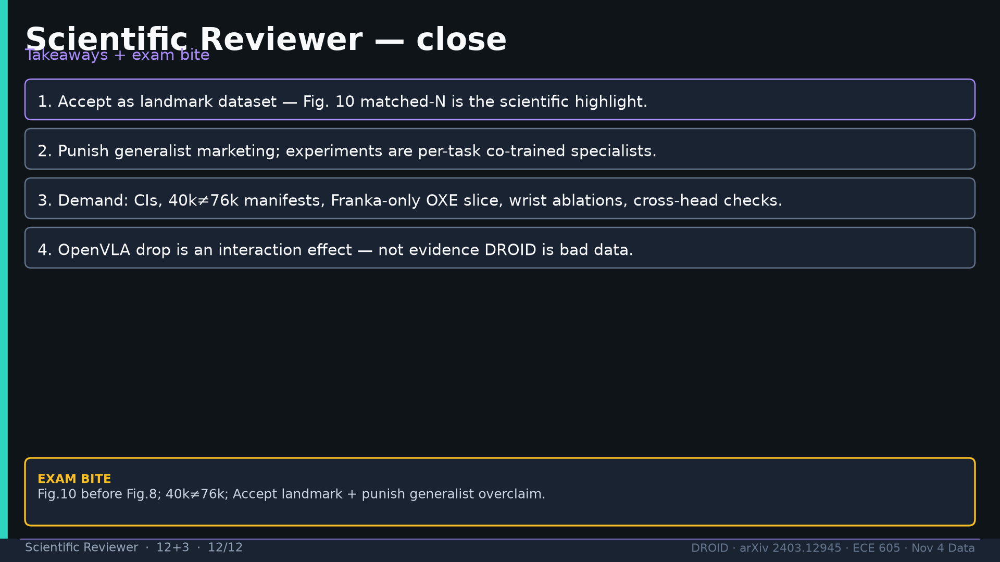 Scientific Reviewer — close
Takeaways + exam bite
1. Accept as landmark dataset — Fig. 10 matched-N is the scientific highlight.
2. Punish generalist marketing; experiments are per-task co-trained specialists.
3. Demand: CIs, 40k≠76k manifests, Franka-only OXE slice, wrist ablations, cross-head checks.
4. OpenVLA drop is an interaction effect — not evidence DROID is bad data.
EXAM BITE
Fig.10 before Fig.8; 40k≠76k; Accept landmark + punish generalist overclaim.
Scientific Reviewer · 12+3 · 12/12
DROID · arXiv 2403.12945 · ECE 605 · Nov 4 Data